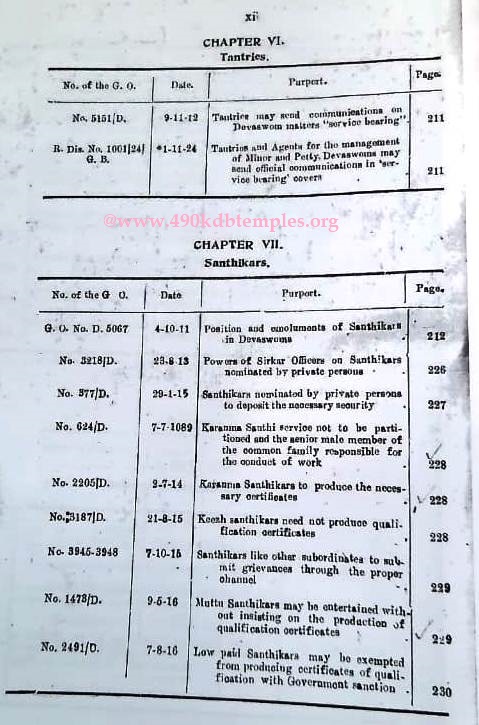 xi
CHAPTER VI.
Tantries.
No. of the G. O. Date. Purport. Page.
No. 5151/D. 9-11-12 Tantries may send communications on
Devaswom matters "service bearing". 211
R. Dis. No. 1001/24/ *1-11-24 Tantries and Agents for the management
G. B. of Minor and Petty Devaswoms may
send official communications in 'ser-
vice bearing' covers . 211
@www.490kdbtemples.org
CHAPTER VII.
Santhikars.
No. of the G O. Date Purport. Page.
G. O. No. D. 5067 4-10-11 Position and emoluments of Santhikars
in Devaswoms . 212
No. 3218/D. 23-8-13 Powers of Sirkar Officers on Santhikars
nominated by private persons . 226
No. 377/D. 29-1-15 Santhikars nominated by private persons
to deposit the necessary security . 227
No. 624/D. 7-7-1089 Karanma Santhi service not to be parti-
tioned and the senior male member of
the common family responsible for
the conduct of work . 228
No. 2205/D. 2-7-14 Karanma Santhikars to produce the neces-
sary certificates . 228
No. 3187/D. 21-8-15 Keezh santhikars need not produce quali-
fication certificates . 228
No. 3945-3948 7-10-15 Santhikars like other subordinates to sub-
mit grievances through the proper
channel . 229
No. 1473/D. 9-5-16 Muttu Santhikars may be entertained with-
out insisting on the production of
qualification certificates . 229
No. 2491/D. 7-8-16 Low paid Santhikars may be exempted
from producing certificates of quali-
fication with Government sanction . 230